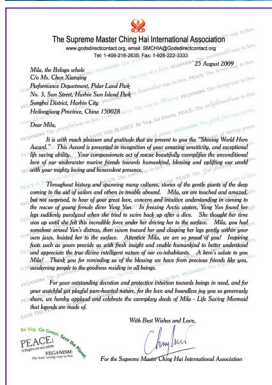 The Supreme Master Ching Hai International Association
www.godsdirectcontact.org, email: SMCHIA@Godsdirectcontact.org
Tel: 1-409-218-2635; Fax: 1-928-222-3333
25 August 2009
Mila, the Beluga whale
C/o Ms. Chen Xiangting
Performance Department, Polar Land Park
No. 3, Sun Street, Harbin Sun Island Park
Songbei District, Harbin City
Heilongjiang Province, China 150028
Dear Mila,
It is with much pleasure and gratitude that we present to you the "Shining World Hero
Award." This Award is presented in recognition of your amazing sensitivity, and exceptional
life saving ability. Your compassionate act of rescue beautifully exemplifies the unconditional
love of our underwater marine friends towards humankind, blessing and uplifting our world
with your mighty loving and benevolent presence.
Throughout history and spanning many cultures, stories of the gentle giants of the deep
coming to the aid of sailors and others in trouble abound. Mila, we are touched and amazed,
but not surprised, to hear of your great love, concern and intuitive understanding in coming to
the rescue of young female diver Yang Yun. In freezing Arctic waters, Yang Yun found her
legs suddenly paralyzed when she tried to swim back up after a dive. She thought her time
was up until she felt this incredible force under her driving her to the surface. Mila, you had
somehow sensed Yun's distress, then swam toward her and clasping her legs gently within your
own jaws, hoisted her to the surface. Attentive Mila, we are so proud of you! Inspiring
feats such as yours provide us with fresh insight and enable humankind to better understand
and appreciate the true divine intelligent nature of our co-inhabitants. A hero's salute to you
Mila! Thank you for reminding us of the blessing we have from precious friends like you,
awakening people to the goodness residing in all beings.
For your outstanding devotion and protective intuition towards beings in need, and for
your watchful yet playful pure-hearted nature, for the love and boundless joy you so generously
share, we hereby applaud and celebrate the exemplary deeds of Mila - Life Saving Mermaid
that legends are made of.
With Best Wishes and Love,
Be Veg, Go Green, Save the Planet!
PEACE:
VEGANISM:
For the Supreme Master Ching Hai International Association